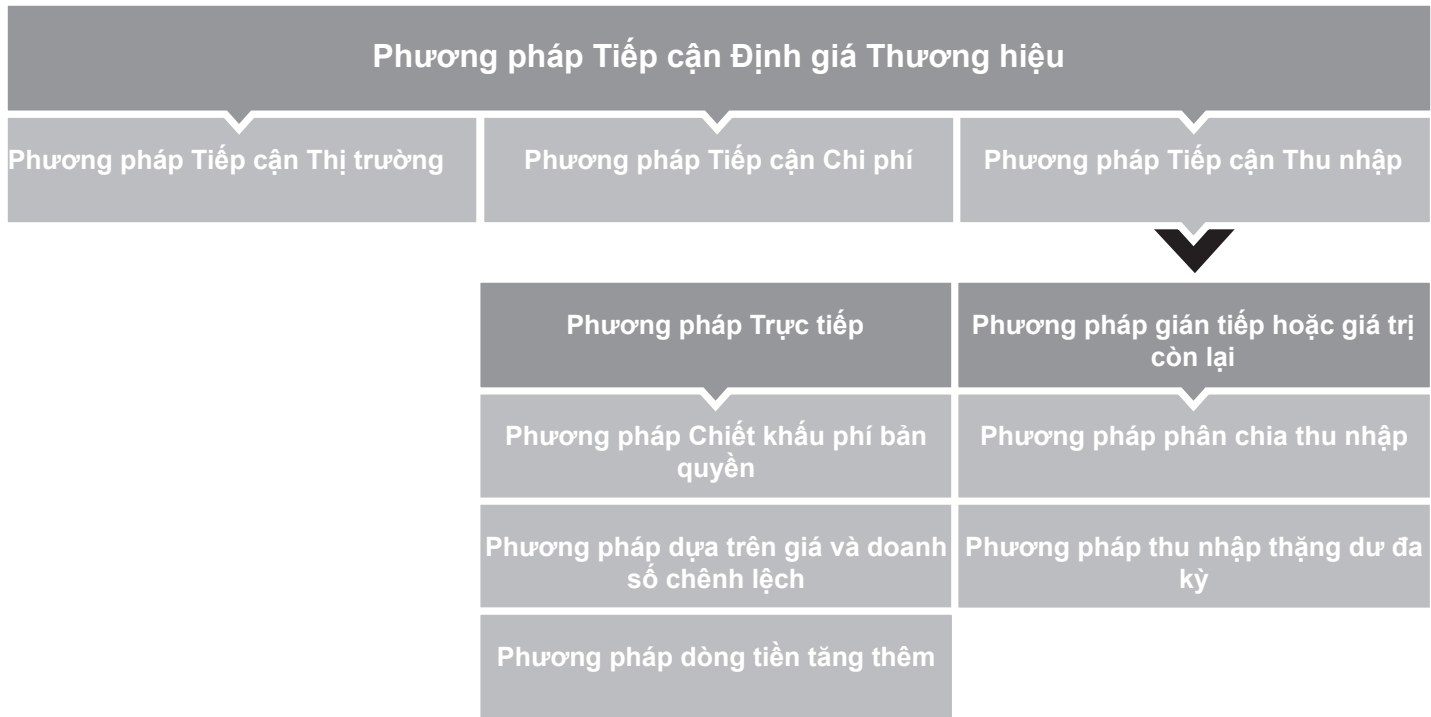 Phương pháp Tiếp cận Định giá Thương hiệu
Phương pháp Tiếp cận Thị trường
Phương pháp Tiếp cận Chi phí
Phương pháp Tiếp cận Thu nhập
Phương pháp Trực tiếp
Phương pháp gián tiếp hoặc giá trị
còn lại
Phương pháp Chiết khấu phí bản
quyền
Phương pháp phân chia thu nhập
Phương pháp dựa trên giá và doanh
số chênh lệch
Phương pháp thu nhập thặng dư đa
kỳ
Phương pháp dòng tiền tăng thêm